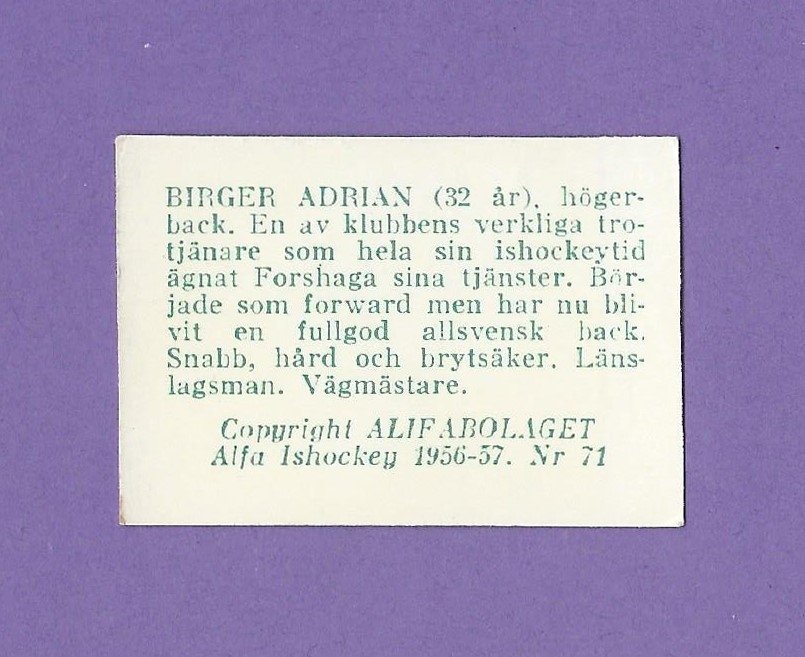 BIRGER ADRIAN (32 år), höger-
back. En av klubbens verkliga tro-
tjänare som hela sin ishockeytid
ägnat Forshaga sina tjänster. Bör-
jade som forward men har nu bli-
vit en fullgod allsvensk back.
Snabb, hård och brytsäker. Läns-
lagsman. Vägmästare.
Copyright ALIFABOLAGET
Alfa Ishockey 1956-57. Nr 71